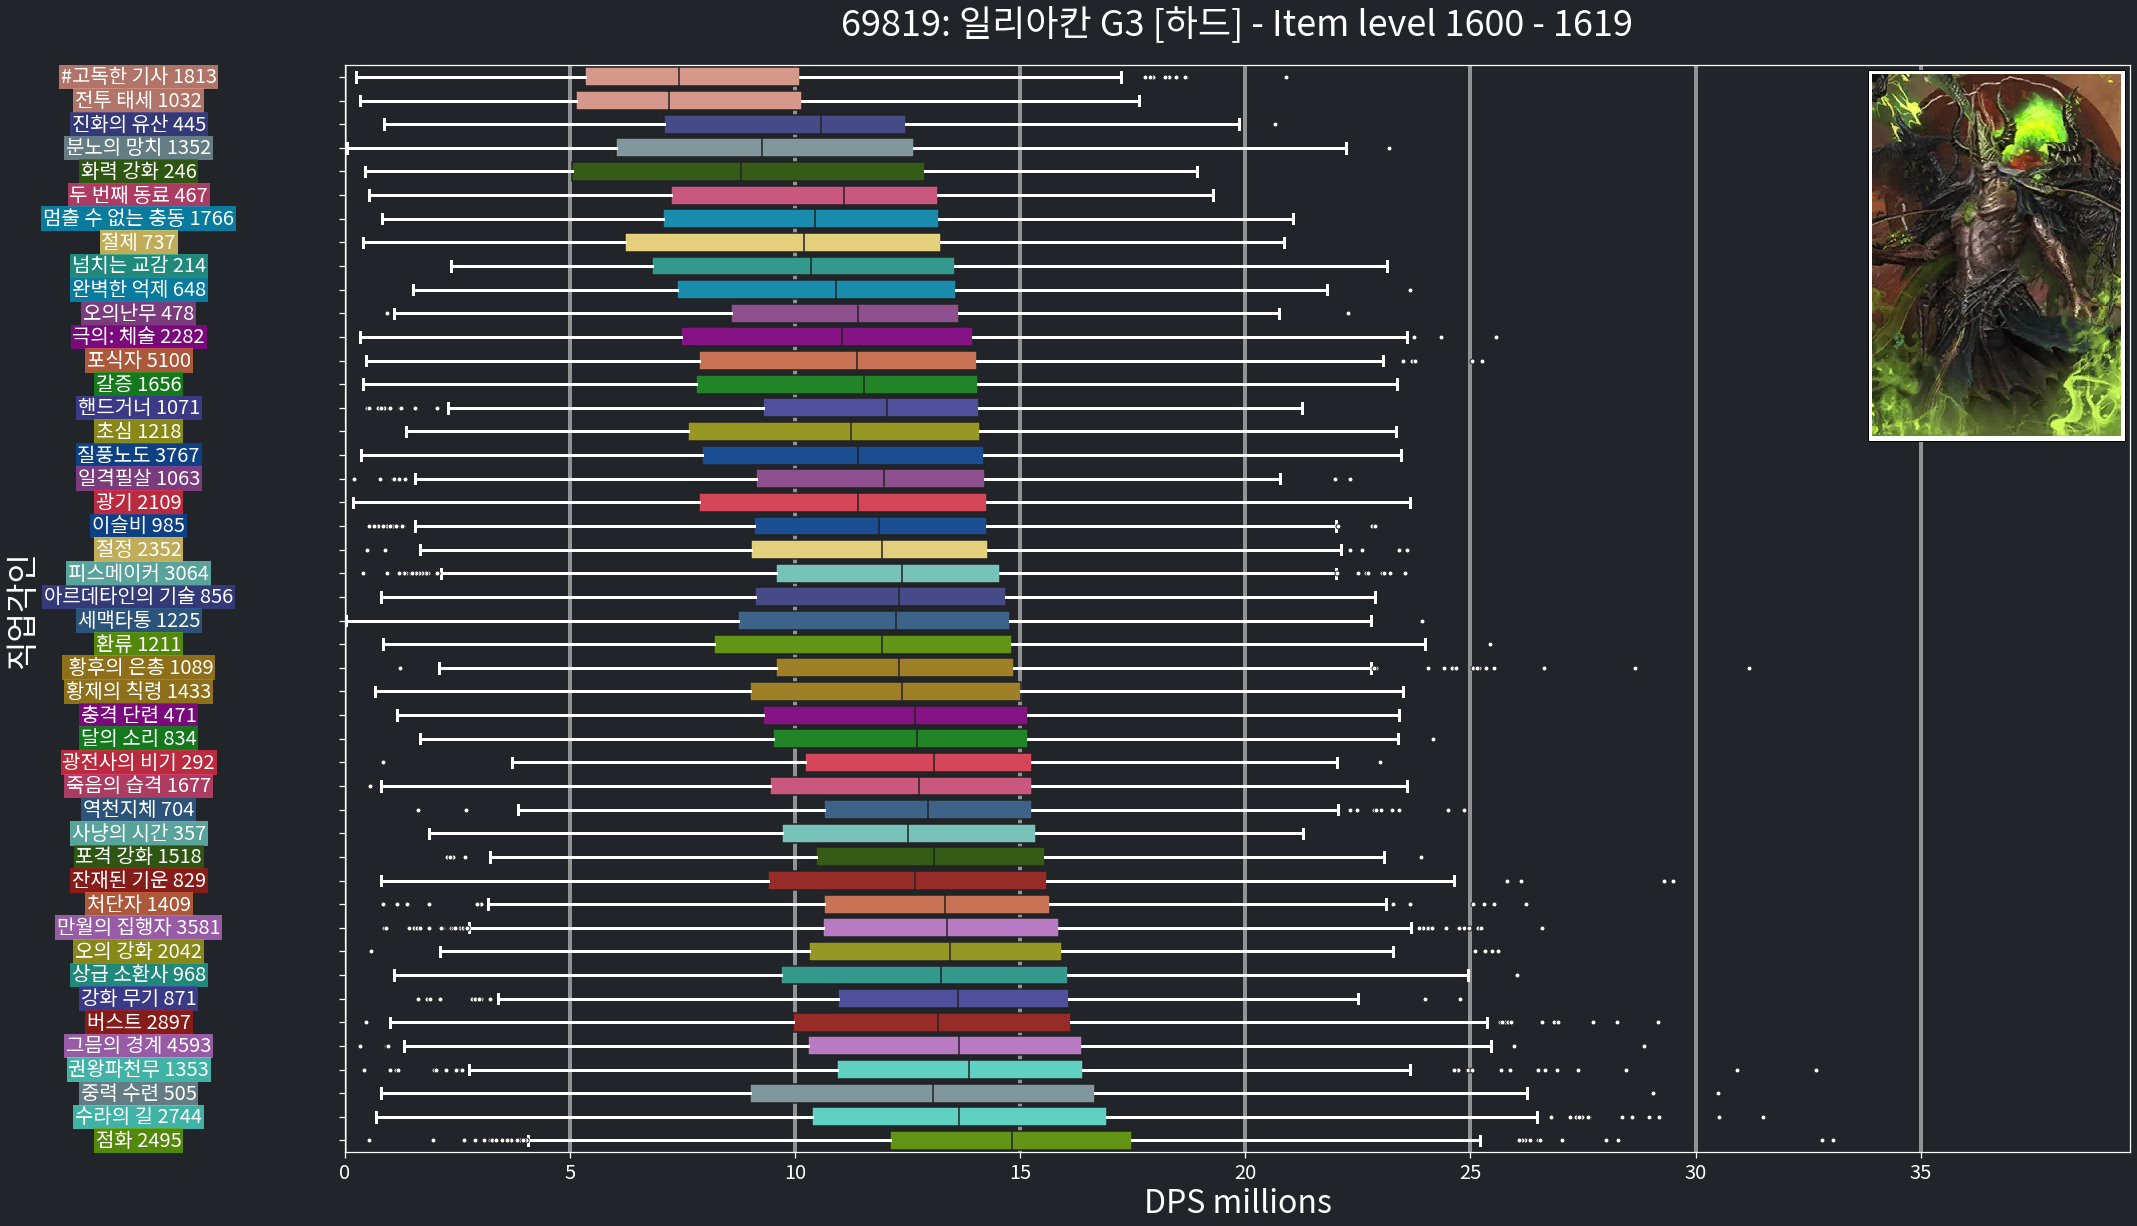 69819: 일리아칸 G3 [하드] - Item level 1600 - 1619
#고독한 기사 1813
전투 태세 1032
진화의 유산 445
분노의 망치 1352
화력 강화 246
두 번째 동료 467
멈출 수 없는 충동 1766
절제 737
넘치는 교감 214
완벽한 억제 648
오의난무 478
극의: 체술 2282
포식자 5100
갈증 1656
핸드거너 1071
초심 1218
질풍노도 3767
일격필살 1063
광기 2109
이슬비 985
절정 2352
피스메이커 3064
아르데타인의 기술 856
세맥타통 1225
환류 1211
황후의 은총 1089
황제의 칙령 1433
충격 단련 471
달의 소리 834
광전사의 비기 292
죽음의 습격 1677
역천지체 704
사냥의 시간 357
포격 강화 1518
잔재된 기운 829
처단자 1409
만월의 집행자 3581
오의 강화 2042
상급 소환사 968
강화 무기 871
버스트 2897
그믐의 경계 4593
권왕파천무 1353
중력 수련 505
수라의 길 2744
점화 2495
직업각인
0 5 10 15 20 25 30 35
DPS millions